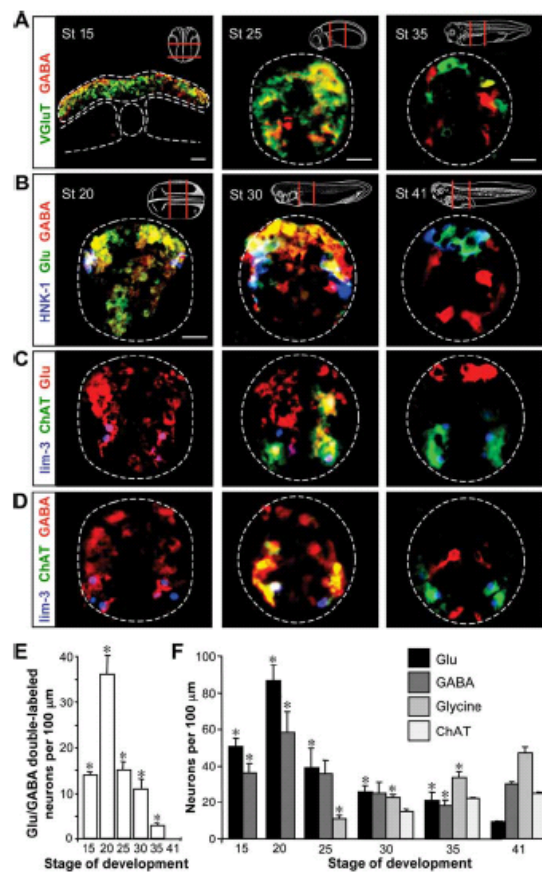 A
St 15
St 25
St 35
VGluT GABA
B
St 20
St 30
St 41
HNK-1 Glu GABA
C
lim-3 ChAT Glu
D
lim-3 ChAT GABA
E
Glu/GABA double-labeled
neurons per 100 μm
40
30
20
10
0
*
*
*
*
*
15 20 25 30 35 41
Stage of development
F
Neurons per 100 μm
100
80
60
40
20
0
*
*
*
*
*
*
*
*
*
*
*
*
15 20 25 30 35 41
Stage of development
Glu
GABA
Glycine
ChAT